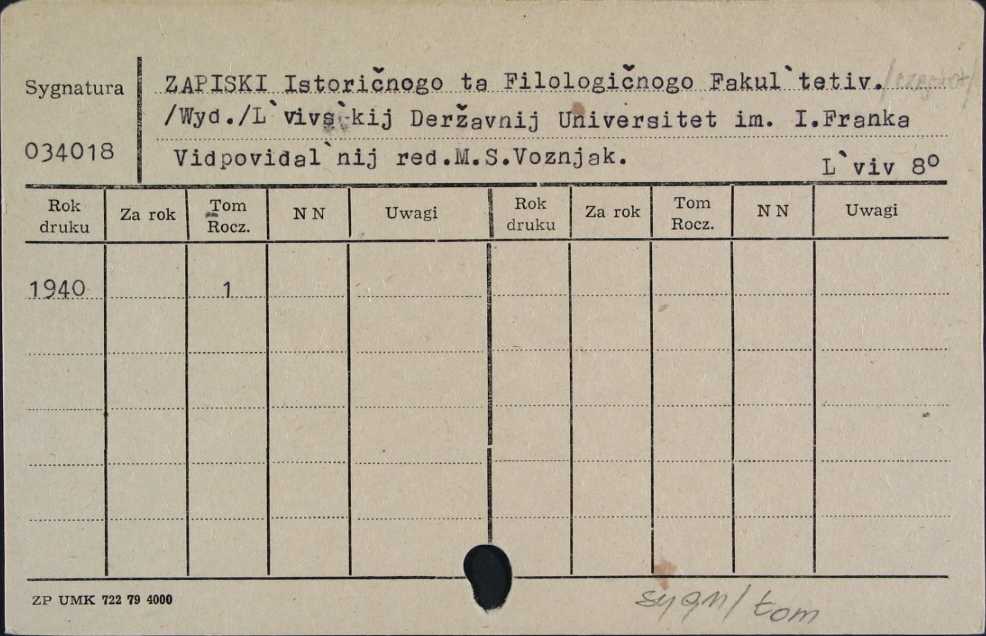 Sygnatura
ZAPISKI Istoričnogo ta Filologičnogo Fakul`tetiv.
/Wyd./L`vivs`kij Deržavnij Universitet im. I.Franka
034018
Vidpovidal`nij red.M.S.Voznjak.
L`viv 8º
Rok druku Za rok Tom Rocz. N N Uwagi Rok druku Za rok Tom Rocz. N N Uwagi
1940 1
ZP UMK 722 79 4000
sygn/tom